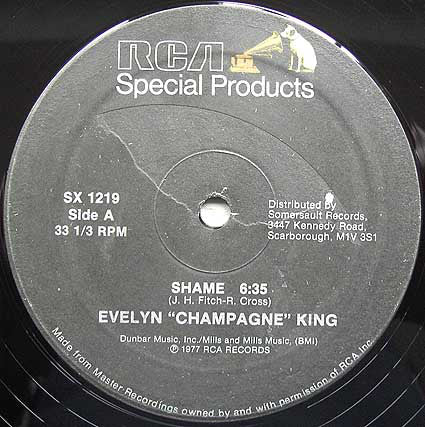 RCA
Special Products
SX 1219
Side A
33 1/3 RPM
Distributed by
Somersault Records,
3447 Kennedy Road,
Scarborough, M1V 3S1
SHAME 6:35
(J. H. Fitch-R. Cross)
EVELYN "CHAMPAGNE" KING
Dunbar Music, Inc./Mills and Mills Music, (BMI)
℗ 1977 RCA RECORDS
Made from Master Recordings owned by and with permission of RCA Inc.